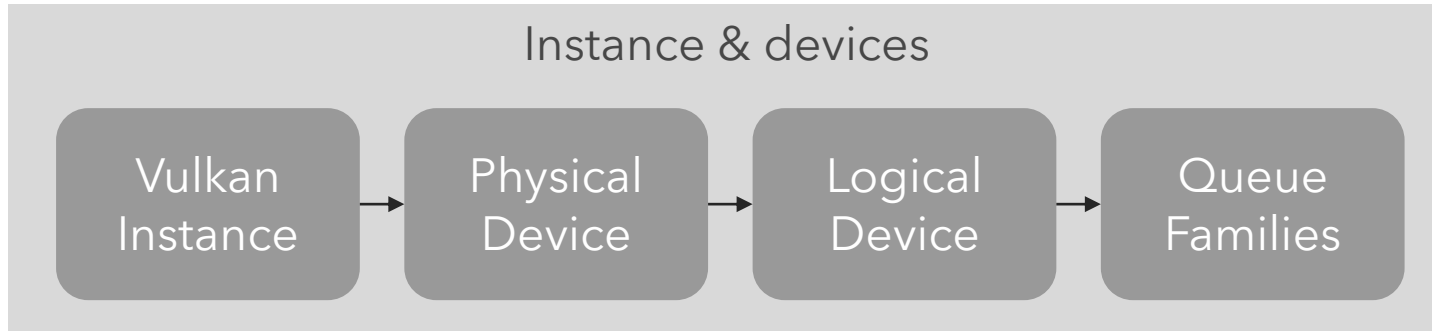 Instance & devices
Vulkan
Instance
Physical
Device
Logical
Device
Queue
Families